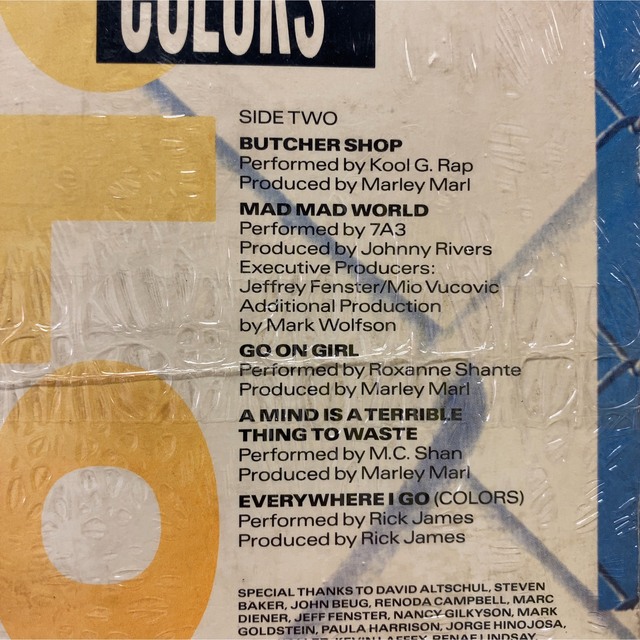 COLORS
SIDE TWO
BUTCHER SHOP
Performed by Kool G. Rap
Produced by Marley Marl
MAD MAD WORLD
Performed by 7A3
Produced by Johnny Rivers
Executive Producers:
Jeffrey Fenster/Mio Vucovic
Additional Production
by Mark Wolfson
GO ON GIRL
Performed by Roxanne Shante
Produced by Marley Marl
A MIND IS A TERRIBLE
THING TO WASTE
Performed by M.C. Shan
Produced by Marley Marl
EVERYWHERE I GO (COLORS)
Performed by Rick James
Produced by Rick James
SPECIAL THANKS TO DAVID ALTSCHUL, STEVEN
BAKER, JOHN BEUG, RENODA CAMPBELL, MARC
DIENER, JEFF FENSTER, NANCY GILKYSON, MARK
GOLDSTEIN, PAULA HARRISON, JORGE HINOJOSA,
KEVIN LAFFEY, RENAE LINDSAY,